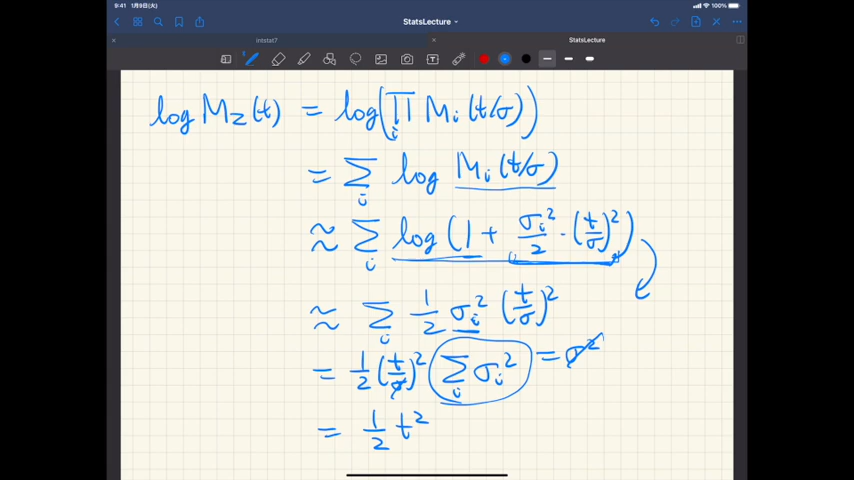 9:41 1月9日(火)
100%
StatsLecture
intstat7
StatsLecture
log M_Z(t) = log(∏_i M_i(t/σ))
= ∑_i log M_i(t/σ)
≈ ∑_i log (1 + σ_i²/2 · (t/σ)²)
≈ ∑_i 1/2 σ_i² (t/σ)²
= 1/2 (t/σ)² (∑_i σ_i²) = σ²
= 1/2 t²